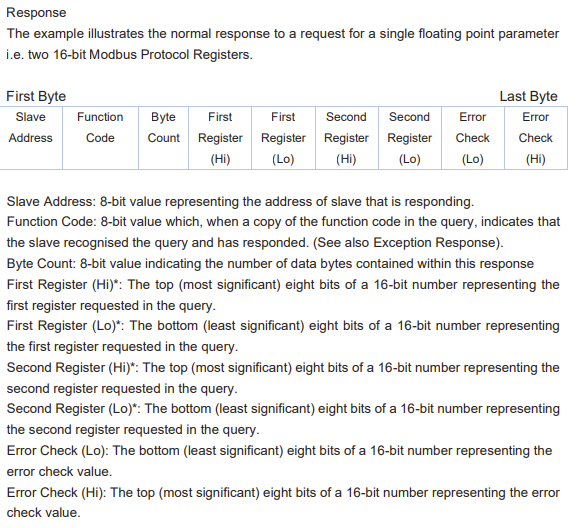 Response
The example illustrates the normal response to a request for a single floating point parameter
i.e. two 16-bit Modbus Protocol Registers.
First Byte Last Byte
Slave Function Byte First First Second Second Error Error
Address Code Count Register Register Register Register Check Check
(Hi) (Lo) (Hi) (Lo) (Lo) (Hi)
Slave Address: 8-bit value representing the address of slave that is responding.
Function Code: 8-bit value which, when a copy of the function code in the query, indicates that
the slave recognised the query and has responded. (See also Exception Response).
Byte Count: 8-bit value indicating the number of data bytes contained within this response
First Register (Hi)*: The top (most significant) eight bits of a 16-bit number representing the
first register requested in the query.
First Register (Lo)*: The bottom (least significant) eight bits of a 16-bit number representing
the first register requested in the query.
Second Register (Hi)*: The top (most significant) eight bits of a 16-bit number representing the
second register requested in the query.
Second Register (Lo)*: The bottom (least significant) eight bits of a 16-bit number representing
the second register requested in the query.
Error Check (Lo): The bottom (least significant) eight bits of a 16-bit number representing the
error check value.
Error Check (Hi): The top (most significant) eight bits of a 16-bit number representing the error
check value.